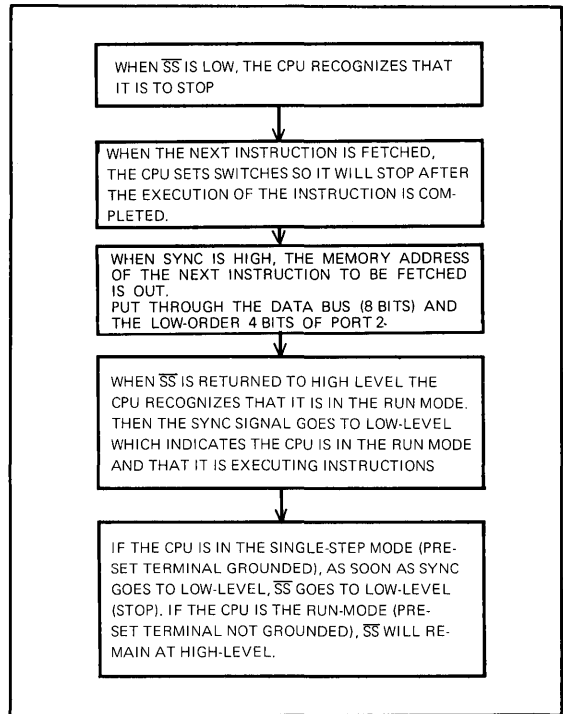 WHEN S̅S̅ IS LOW, THE CPU RECOGNIZES THAT
IT IS TO STOP
WHEN THE NEXT INSTRUCTION IS FETCHED,
THE CPU SETS SWITCHES SO IT WILL STOP AFTER
THE EXECUTION OF THE INSTRUCTION IS COM-
PLETED.
WHEN SYNC IS HIGH, THE MEMORY ADDRESS
OF THE NEXT INSTRUCTION TO BE FETCHED
IS OUT.
PUT THROUGH THE DATA BUS (8 BITS) AND
THE LOW-ORDER 4 BITS OF PORT 2.
WHEN S̅S̅ IS RETURNED TO HIGH LEVEL THE
CPU RECOGNIZES THAT IT IS IN THE RUN MODE.
THEN THE SYNC SIGNAL GOES TO LOW-LEVEL
WHICH INDICATES THE CPU IS IN THE RUN MODE
AND THAT IT IS EXECUTING INSTRUCTIONS
IF THE CPU IS IN THE SINGLE-STEP MODE (PRE-
SET TERMINAL GROUNDED), AS SOON AS SYNC
GOES TO LOW-LEVEL, S̅S̅ GOES TO LOW-LEVEL
(STOP). IF THE CPU IS THE RUN-MODE (PRE-
SET TERMINAL NOT GROUNDED), S̅S̅ WILL RE-
MAIN AT HIGH-LEVEL.